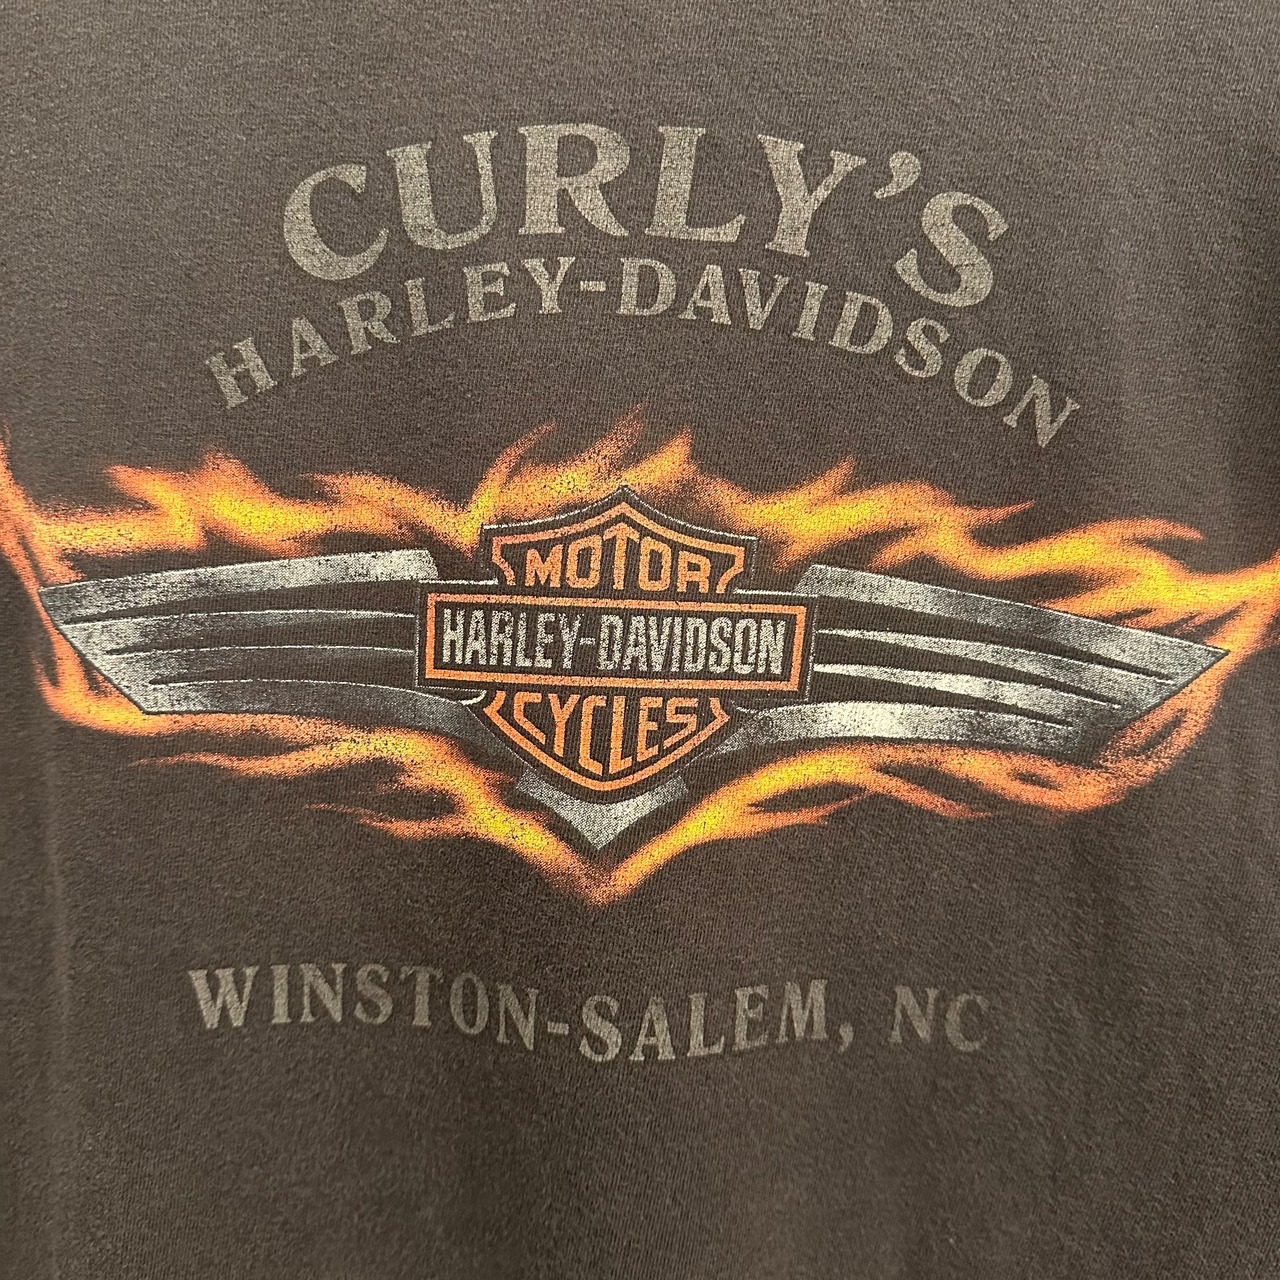 CURLY'S
HARLEY-DAVIDSON
MOTOR
HARLEY-DAVIDSON
CYCLES
WINSTON-SALEM, NC